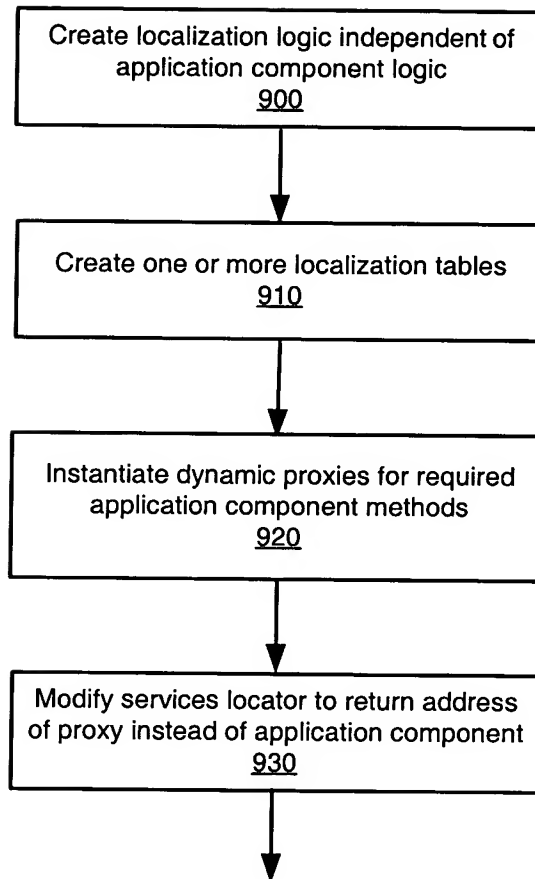 Create localization logic independent of
application component logic
900
Create one or more localization tables
910
Instantiate dynamic proxies for required
application component methods
920
Modify services locator to return address
of proxy instead of application component
930